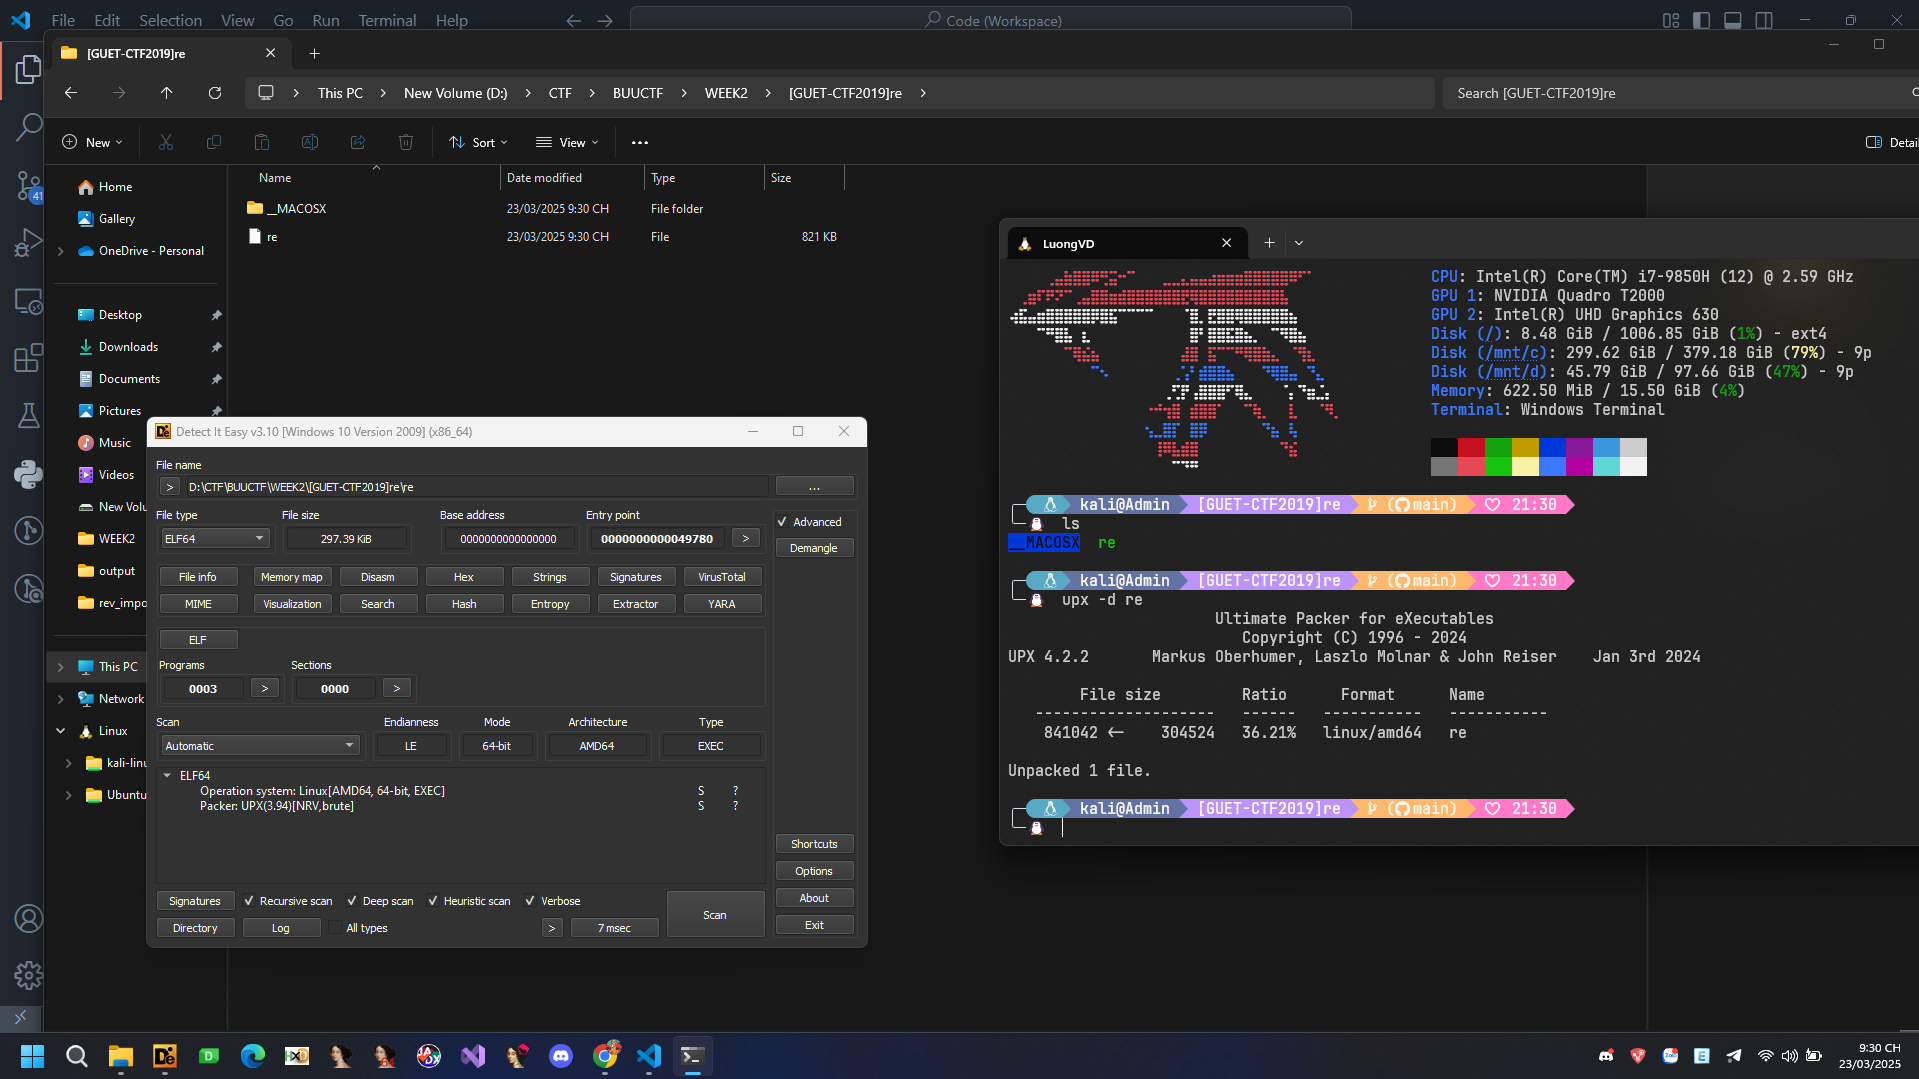 File Edit Selection View Go Run Terminal Help
Code (Workspace)
[GUET-CTF2019]re
This PC > New Volume (D:) > CTF > BUUCTF > WEEK2 > [GUET-CTF2019]re >
Search [GUET-CTF2019]re
New
Sort
View
Detail
Name Date modified Type Size
__MACOSX 23/03/2025 9:30 CH File folder
re 23/03/2025 9:30 CH File 821 KB
41
Home
Gallery
OneDrive - Personal
Desktop
Downloads
Documents
Pictures
Music
Videos
New Volu
WEEK2
output
rev_impo
This PC
Network
Linux
kali-linu
Ubuntu
Detect It Easy v3.10 [Windows 10 Version 2009] (x86_64)
File name
> D:\CTF\BUUCTF\WEEK2\[GUET-CTF2019]re\re ...
File type File size Base address Entry point
ELF64 297.39 KiB 0000000000000000 0000000000049780 >
Advanced
Demangle
File info Memory map Disasm Hex Strings Signatures VirusTotal
MIME Visualization Search Hash Entropy Extractor YARA
ELF
Programs Sections
0003 > 0000 >
Scan Endianness Mode Architecture Type
Automatic LE 64-bit AMD64 EXEC
ELF64
Operation system: Linux[AMD64, 64-bit, EXEC] S ?
Packer: UPX(3.94)[NRV,brute] S ?
Shortcuts
Options
About
Exit
Signatures Recursive scan Deep scan Heuristic scan Verbose
Directory Log All types > 7 msec
Scan
LuongVD
CPU: Intel(R) Core(TM) i7-9850H (12) @ 2.59 GHz
GPU 1: NVIDIA Quadro T2000
GPU 2: Intel(R) UHD Graphics 630
Disk (/): 8.48 GiB / 1006.85 GiB (1%) - ext4
Disk (/mnt/c): 299.62 GiB / 379.18 GiB (79%) - 9p
Disk (/mnt/d): 45.79 GiB / 97.66 GiB (47%) - 9p
Memory: 622.50 MiB / 15.50 GiB (4%)
Terminal: Windows Terminal
kali@Admin [GUET-CTF2019]re (main) 21:30
ls
__MACOSX re
kali@Admin [GUET-CTF2019]re (main) 21:30
upx -d re
Ultimate Packer for eXecutables
Copyright (C) 1996 - 2024
UPX 4.2.2 Markus Oberhumer, Laszlo Molnar & John Reiser Jan 3rd 2024
File size Ratio Format Name
-------------------- ------ ----------- -----------
841042 <- 304524 36.21% linux/amd64 re
Unpacked 1 file.
kali@Admin [GUET-CTF2019]re (main) 21:30
9:30 CH
23/03/2025